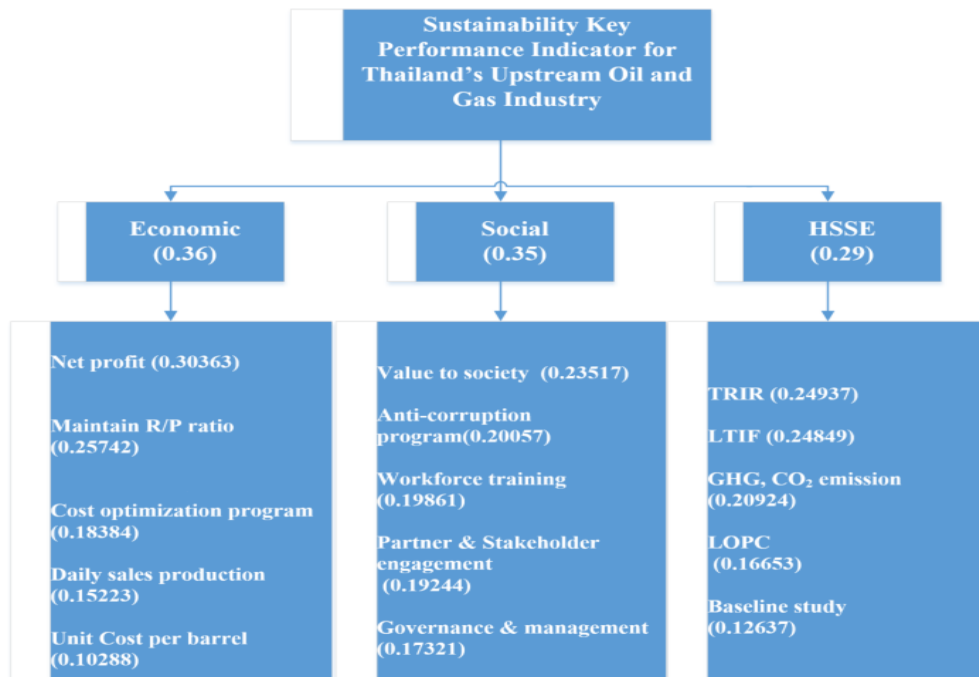 Sustainability Key
Performance Indicator for
Thailand's Upstream Oil and
Gas Industry
Economic
(0.36)
Social
(0.35)
HSSE
(0.29)
Net profit (0.30363)
Maintain R/P ratio
(0.25742)
Cost optimization program
(0.18384)
Daily sales production
(0.15223)
Unit Cost per barrel
(0.10288)
Value to society (0.23517)
Anti-corruption
program(0.20057)
Workforce training
(0.19861)
Partner & Stakeholder
engagement
(0.19244)
Governance & management
(0.17321)
TRIR (0.24937)
LTIF (0.24849)
GHG, CO₂ emission
(0.20924)
LOPC
(0.16653)
Baseline study
(0.12637)